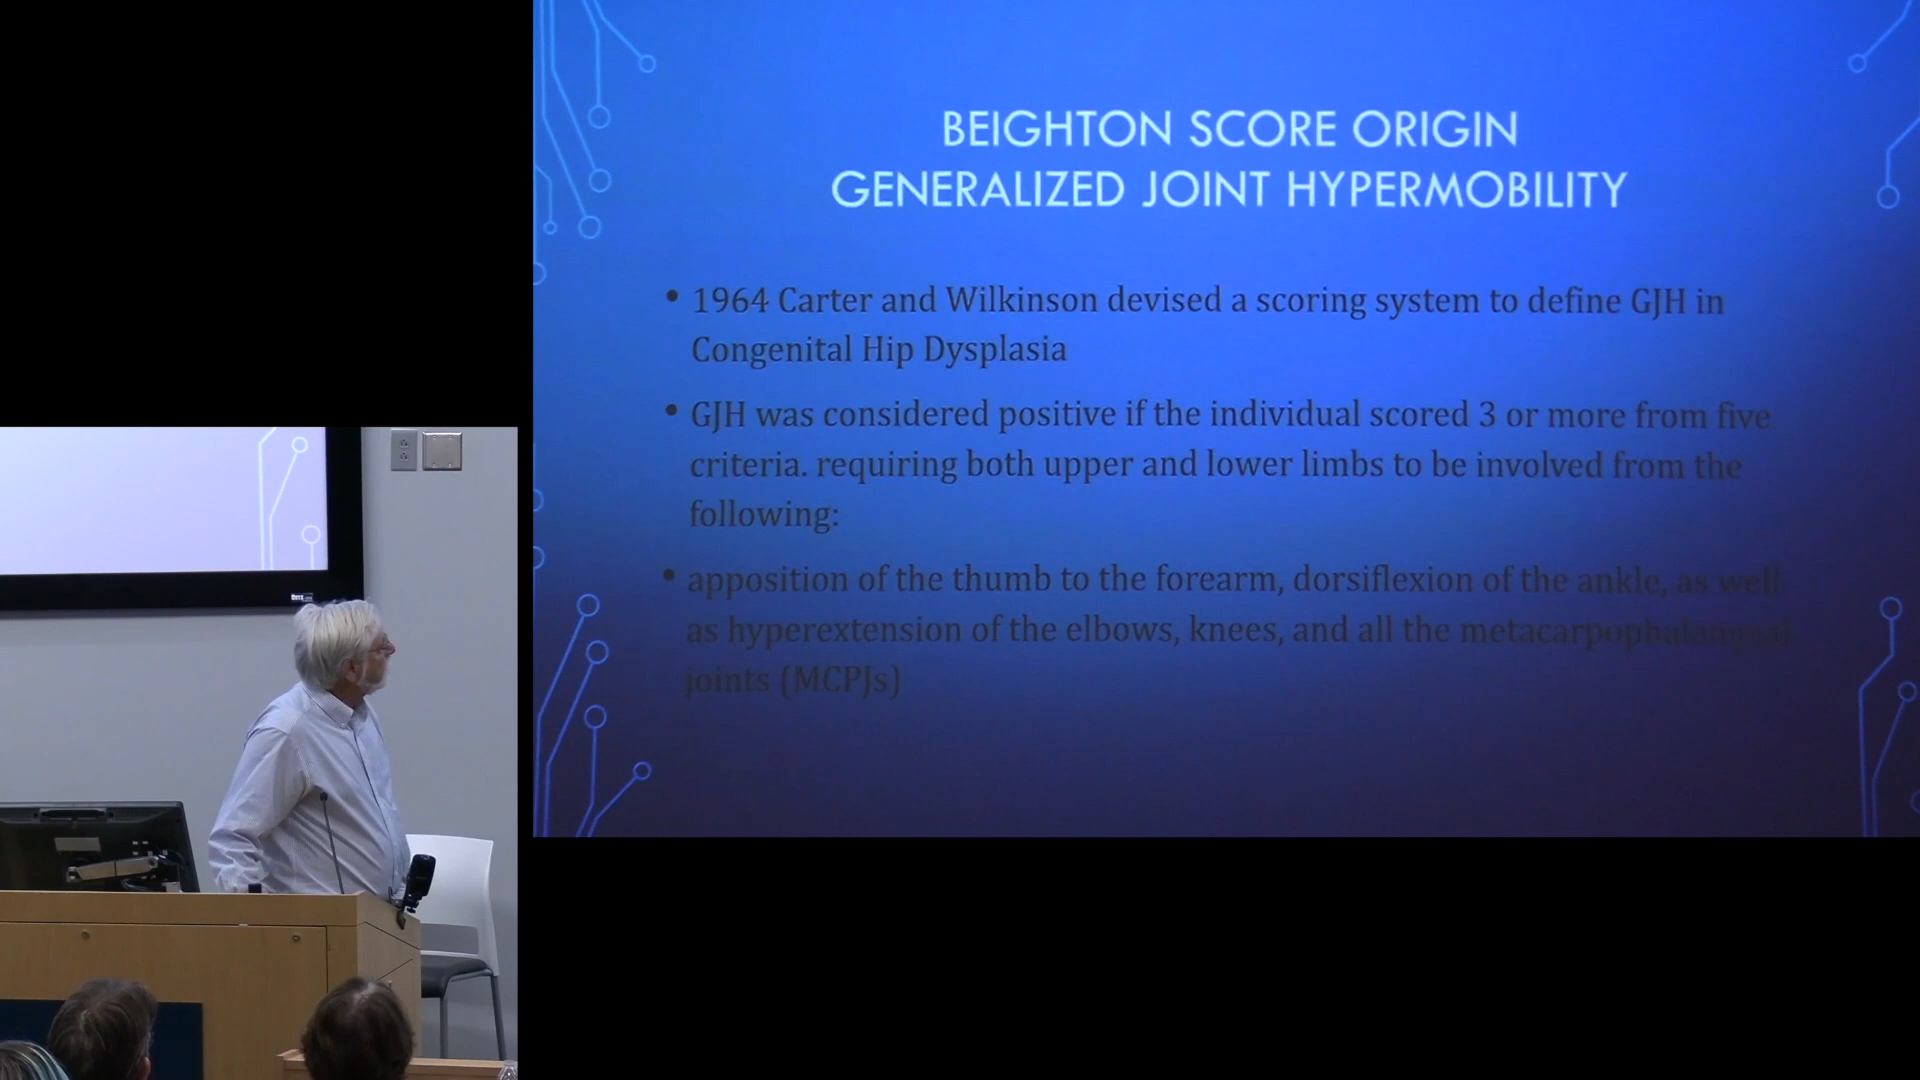 BEIGHTON SCORE ORIGIN
GENERALIZED JOINT HYPERMOBILITY
• 1964 Carter and Wilkinson devised a scoring system to define GJH in
Congenital Hip Dysplasia
• GJH was considered positive if the individual scored 3 or more from five
criteria. requiring both upper and lower limbs to be involved from the
following:
• apposition of the thumb to the forearm, dorsiflexion of the ankle, as well
as hyperextension of the elbows, knees, and all the metacarpophalangeal
joints (MCPJs)